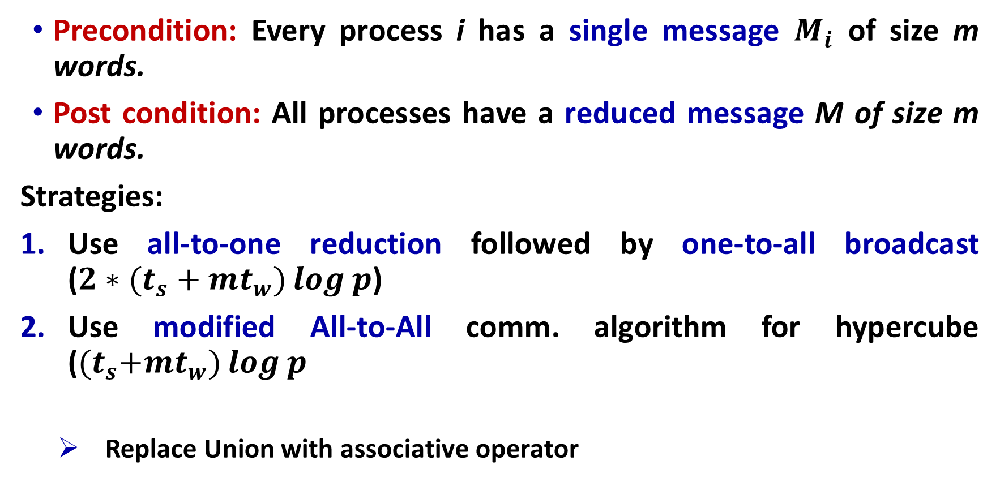 • Precondition: Every process i has a single message M_i of size m
words.
• Post condition: All processes have a reduced message M of size m
words.
Strategies:
1. Use all-to-one reduction followed by one-to-all broadcast
(2 ∗ (t_s + mt_w) log p)
2. Use modified All-to-All comm. algorithm for hypercube
((t_s+mt_w) log p
➢ Replace Union with associative operator